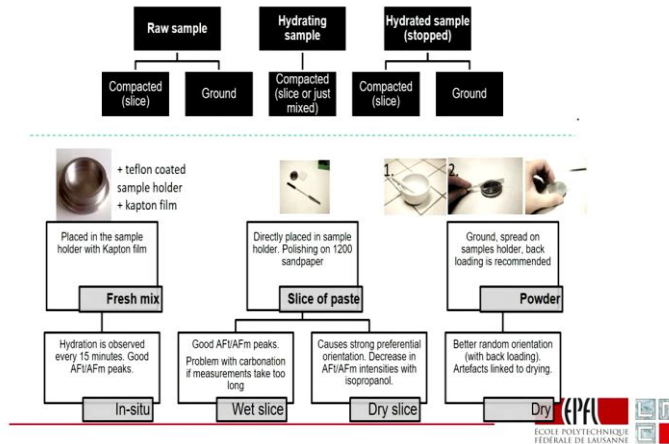 Raw sample
Hydrating
sample
Hydrated sample
(stopped)
Compacted
(slice)
Ground
Compacted
(slice or just
mixed)
Compacted
(slice)
Ground
+ teflon coated
sample holder
+ kapton film
1.
2.
Placed in the sample
holder with Kapton film
Fresh mix
Directly placed in sample
holder. Polishing on 1200
sandpaper
Slice of paste
Ground, spread on
samples holder, back
loading is recommended
Powder
Hydration is observed
every 15 minutes. Good
AFt/AFm peaks.
In-situ
Good AFt/AFm peaks.
Problem with carbonation
if measurements take too
long
Wet slice
Causes strong preferential
orientation. Decrease in
AFt/AFm intensities with
isopropanol.
Dry slice
Better random orientation
(with back loading).
Artefacts linked to drying.
Dry
EPFL
ÉCOLE POLYTECHNIQUE
FÉDÉRALE DE LAUSANNE